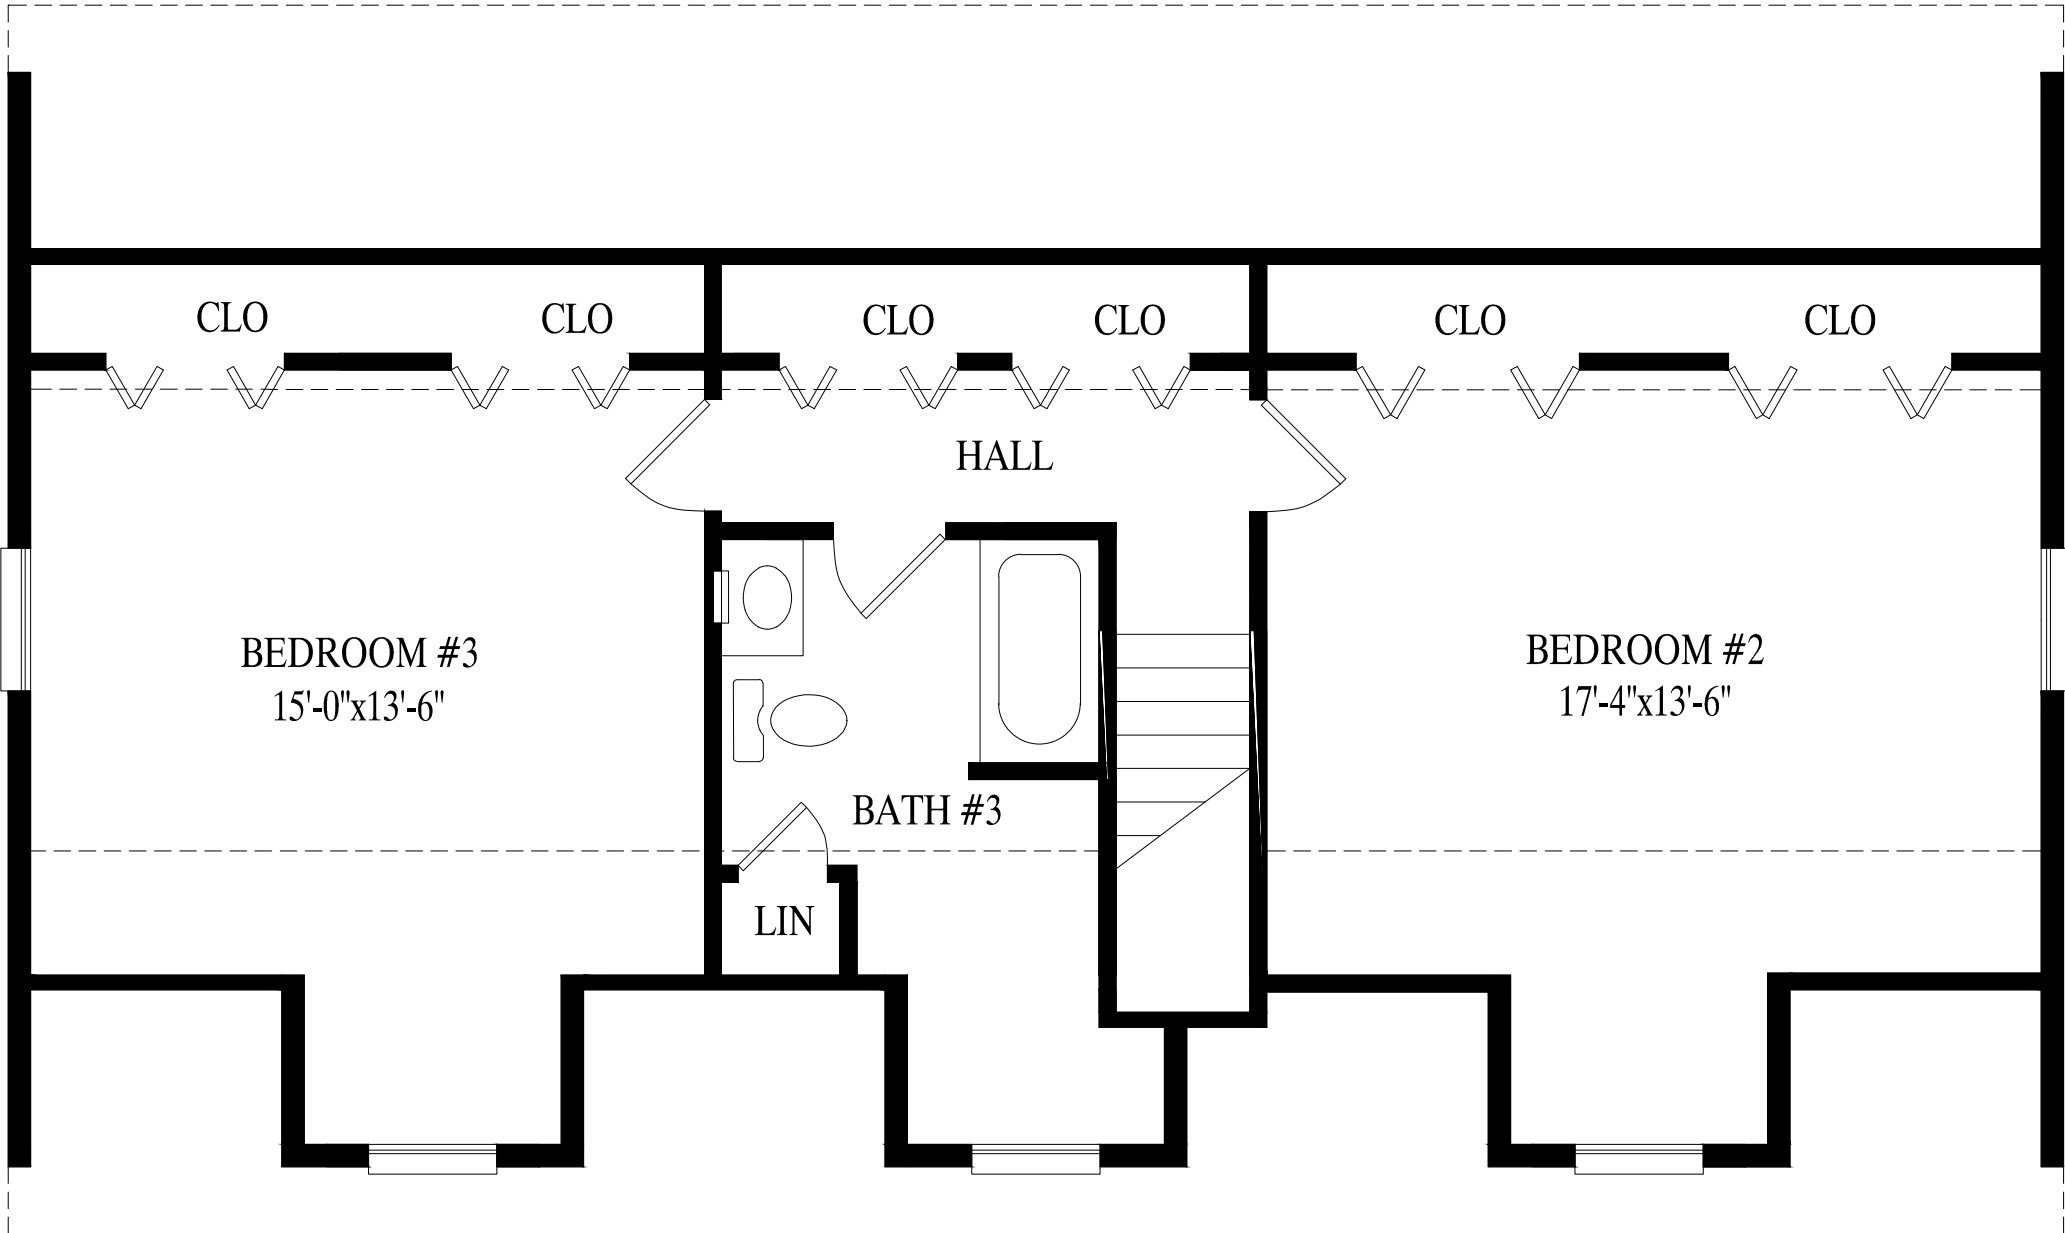 CLO
CLO
CLO
CLO
CLO
CLO
HALL
BEDROOM #3
15'-0"x13'-6"
BEDROOM #2
17'-4"x13'-6"
BATH #3
LIN